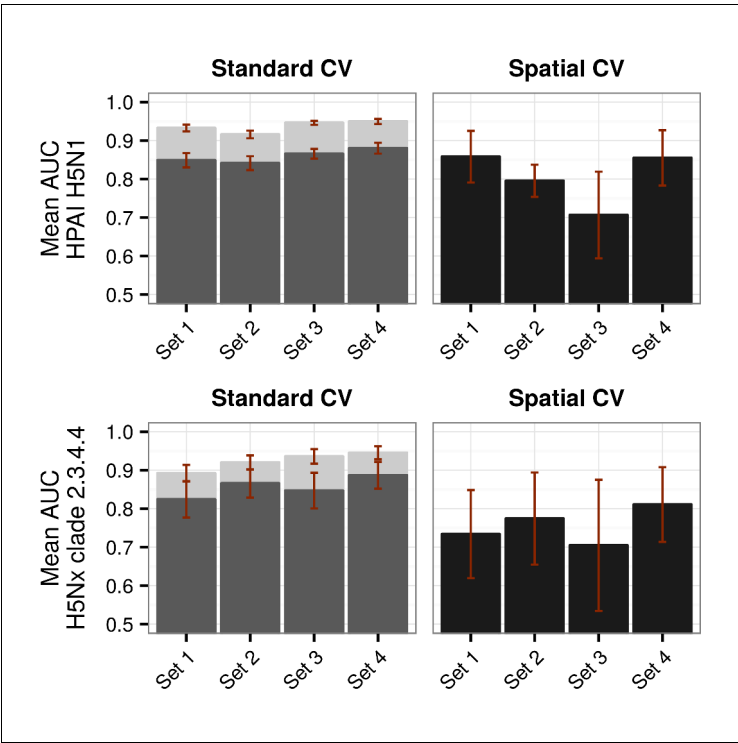 Standard CV
Spatial CV
Mean AUC
HPAI H5N1
1.0
0.9
0.8
0.7
0.6
0.5
Set 1
Set 2
Set 3
Set 4
Set 1
Set 2
Set 3
Set 4
Standard CV
Spatial CV
Mean AUC
H5Nx clade 2.3.4.4
1.0
0.9
0.8
0.7
0.6
0.5
Set 1
Set 2
Set 3
Set 4
Set 1
Set 2
Set 3
Set 4